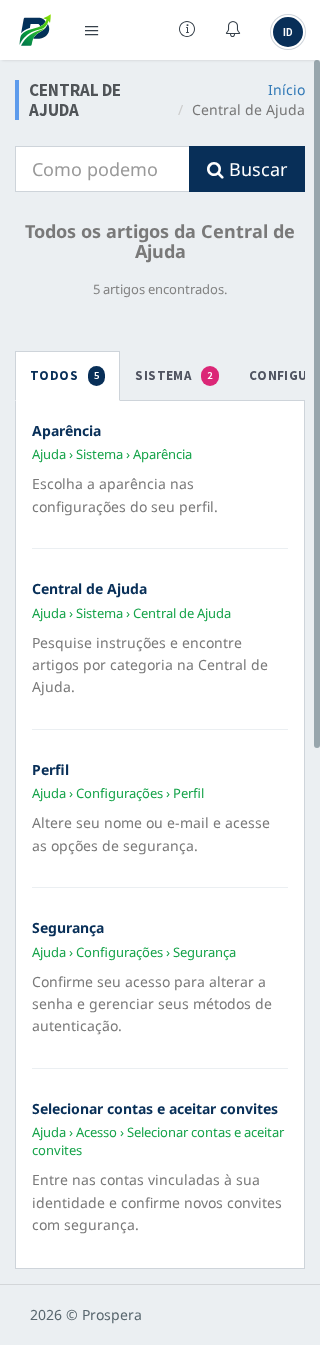 ID
CENTRAL DE
AJUDA
Início
/ Central de Ajuda
Como podemo
Buscar
Todos os artigos da Central de
Ajuda
5 artigos encontrados.
TODOS 5 SISTEMA 2 CONFIGU
Aparência
Ajuda › Sistema › Aparência
Escolha a aparência nas
configurações do seu perfil.
Central de Ajuda
Ajuda › Sistema › Central de Ajuda
Pesquise instruções e encontre
artigos por categoria na Central de
Ajuda.
Perfil
Ajuda › Configurações › Perfil
Altere seu nome ou e-mail e acesse
as opções de segurança.
Segurança
Ajuda › Configurações › Segurança
Confirme seu acesso para alterar a
senha e gerenciar seus métodos de
autenticação.
Selecionar contas e aceitar convites
Ajuda › Acesso › Selecionar contas e aceitar
convites
Entre nas contas vinculadas à sua
identidade e confirme novos convites
com segurança.
2026 © Prospera